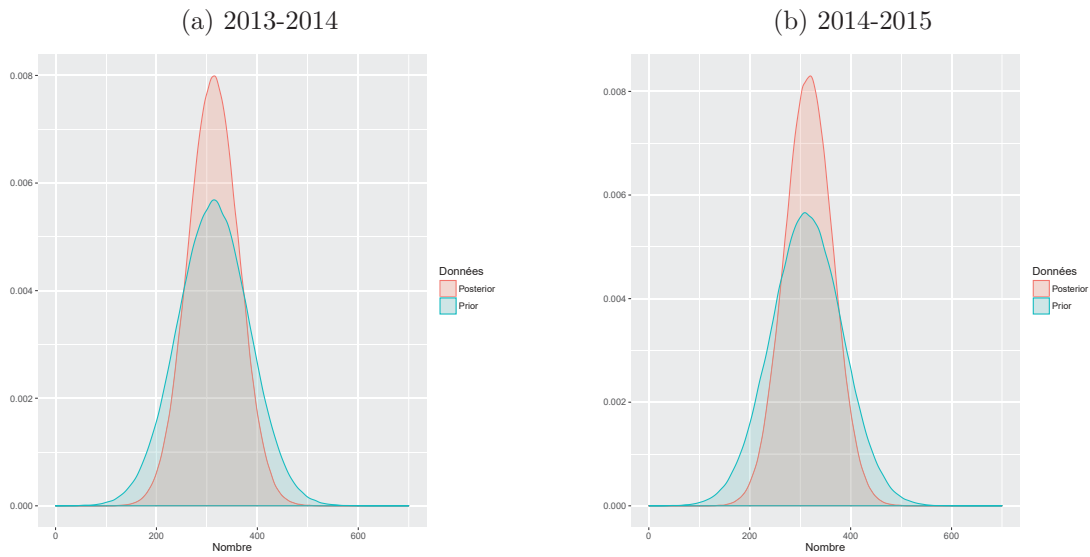 (a) 2013-2014
0.008
0.006
0.004
0.002
0.000
0
200
400
600
Nombre
Données
Posterior
Prior
(b) 2014-2015
0.008
0.006
0.004
0.002
0.000
0
200
400
600
Nombre
Données
Posterior
Prior